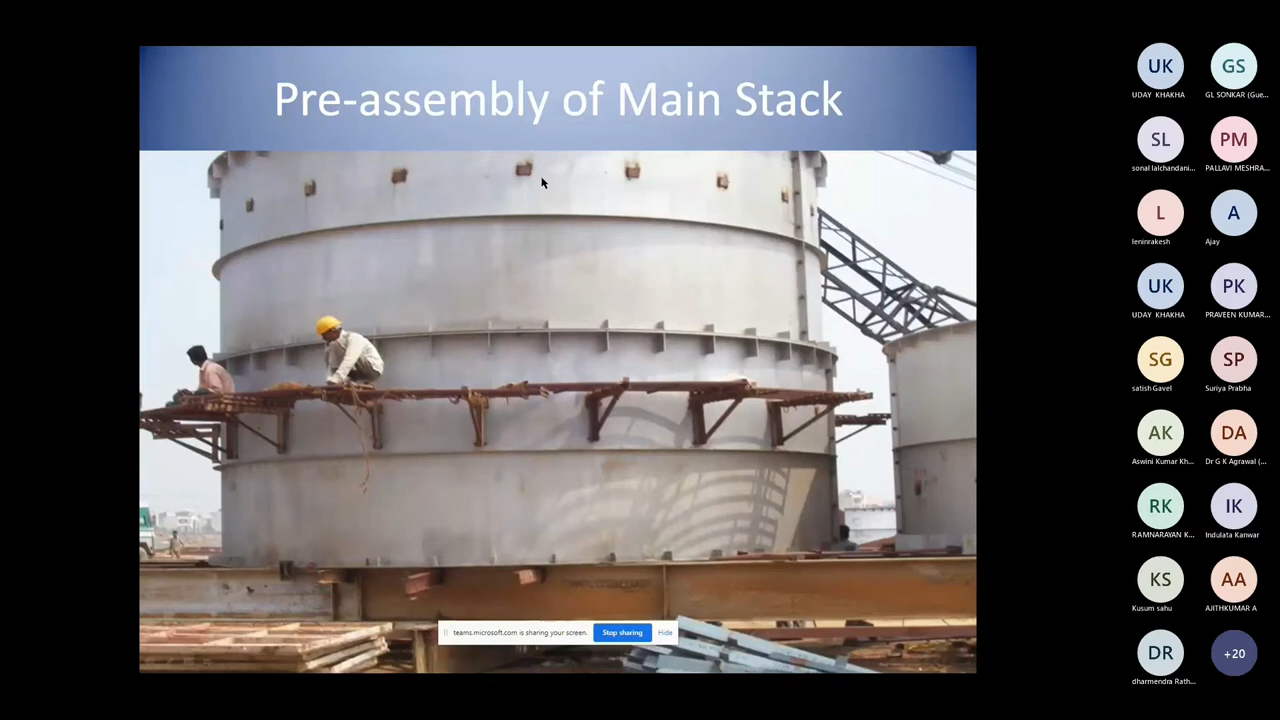 Pre-assembly of Main Stack
teams.microsoft.com is sharing your screen.
Stop sharing
Hide
UK
GS
UDAY KHAKHA
GL SONKAR (Gue...
SL
PM
sonal lalchandani...
PALLAVI MESHRA...
L
A
leninrakesh
Ajay
UK
PK
UDAY KHAKHA
PRAVEEN KUMAR...
SG
SP
satish Gavel
Suriya Prabha
AK
DA
Aswini Kumar Kh...
Dr G K Agrawal (...
RK
IK
RAMNARAYAN K...
Indulata Kanwar
KS
AA
Kusum sahu
AJITHKUMAR A
DR
+20
dharmendra Rath...